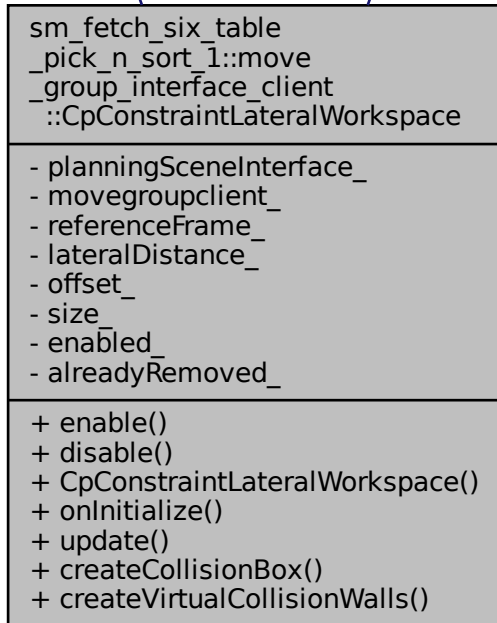 sm_fetch_six_table
_pick_n_sort_1::move
_group_interface_client
::CpConstraintLateralWorkspace
- planningSceneInterface_
- movegroupclient_
- referenceFrame_
- lateralDistance_
- offset_
- size_
- enabled_
- alreadyRemoved_
+ enable()
+ disable()
+ CpConstraintLateralWorkspace()
+ onInitialize()
+ update()
+ createCollisionBox()
+ createVirtualCollisionWalls()